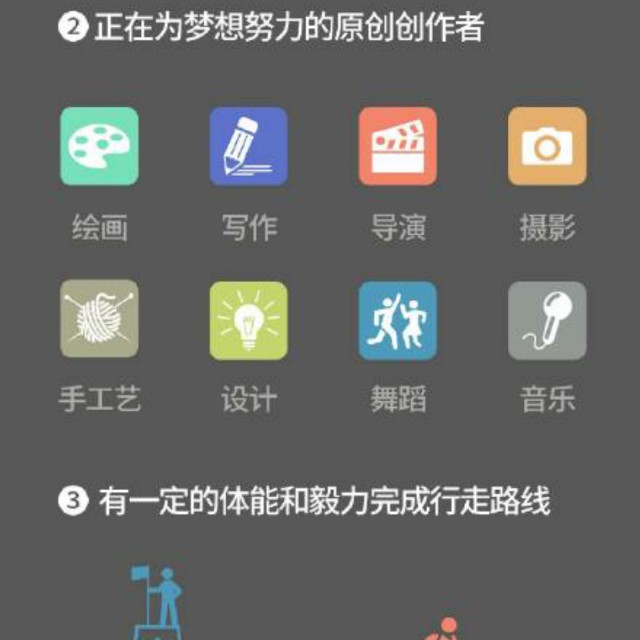 2 正在为梦想努力的原创创作者
绘画 写作 导演 摄影
手工艺 设计 舞蹈 音乐
3 有一定的体能和毅力完成行走路线